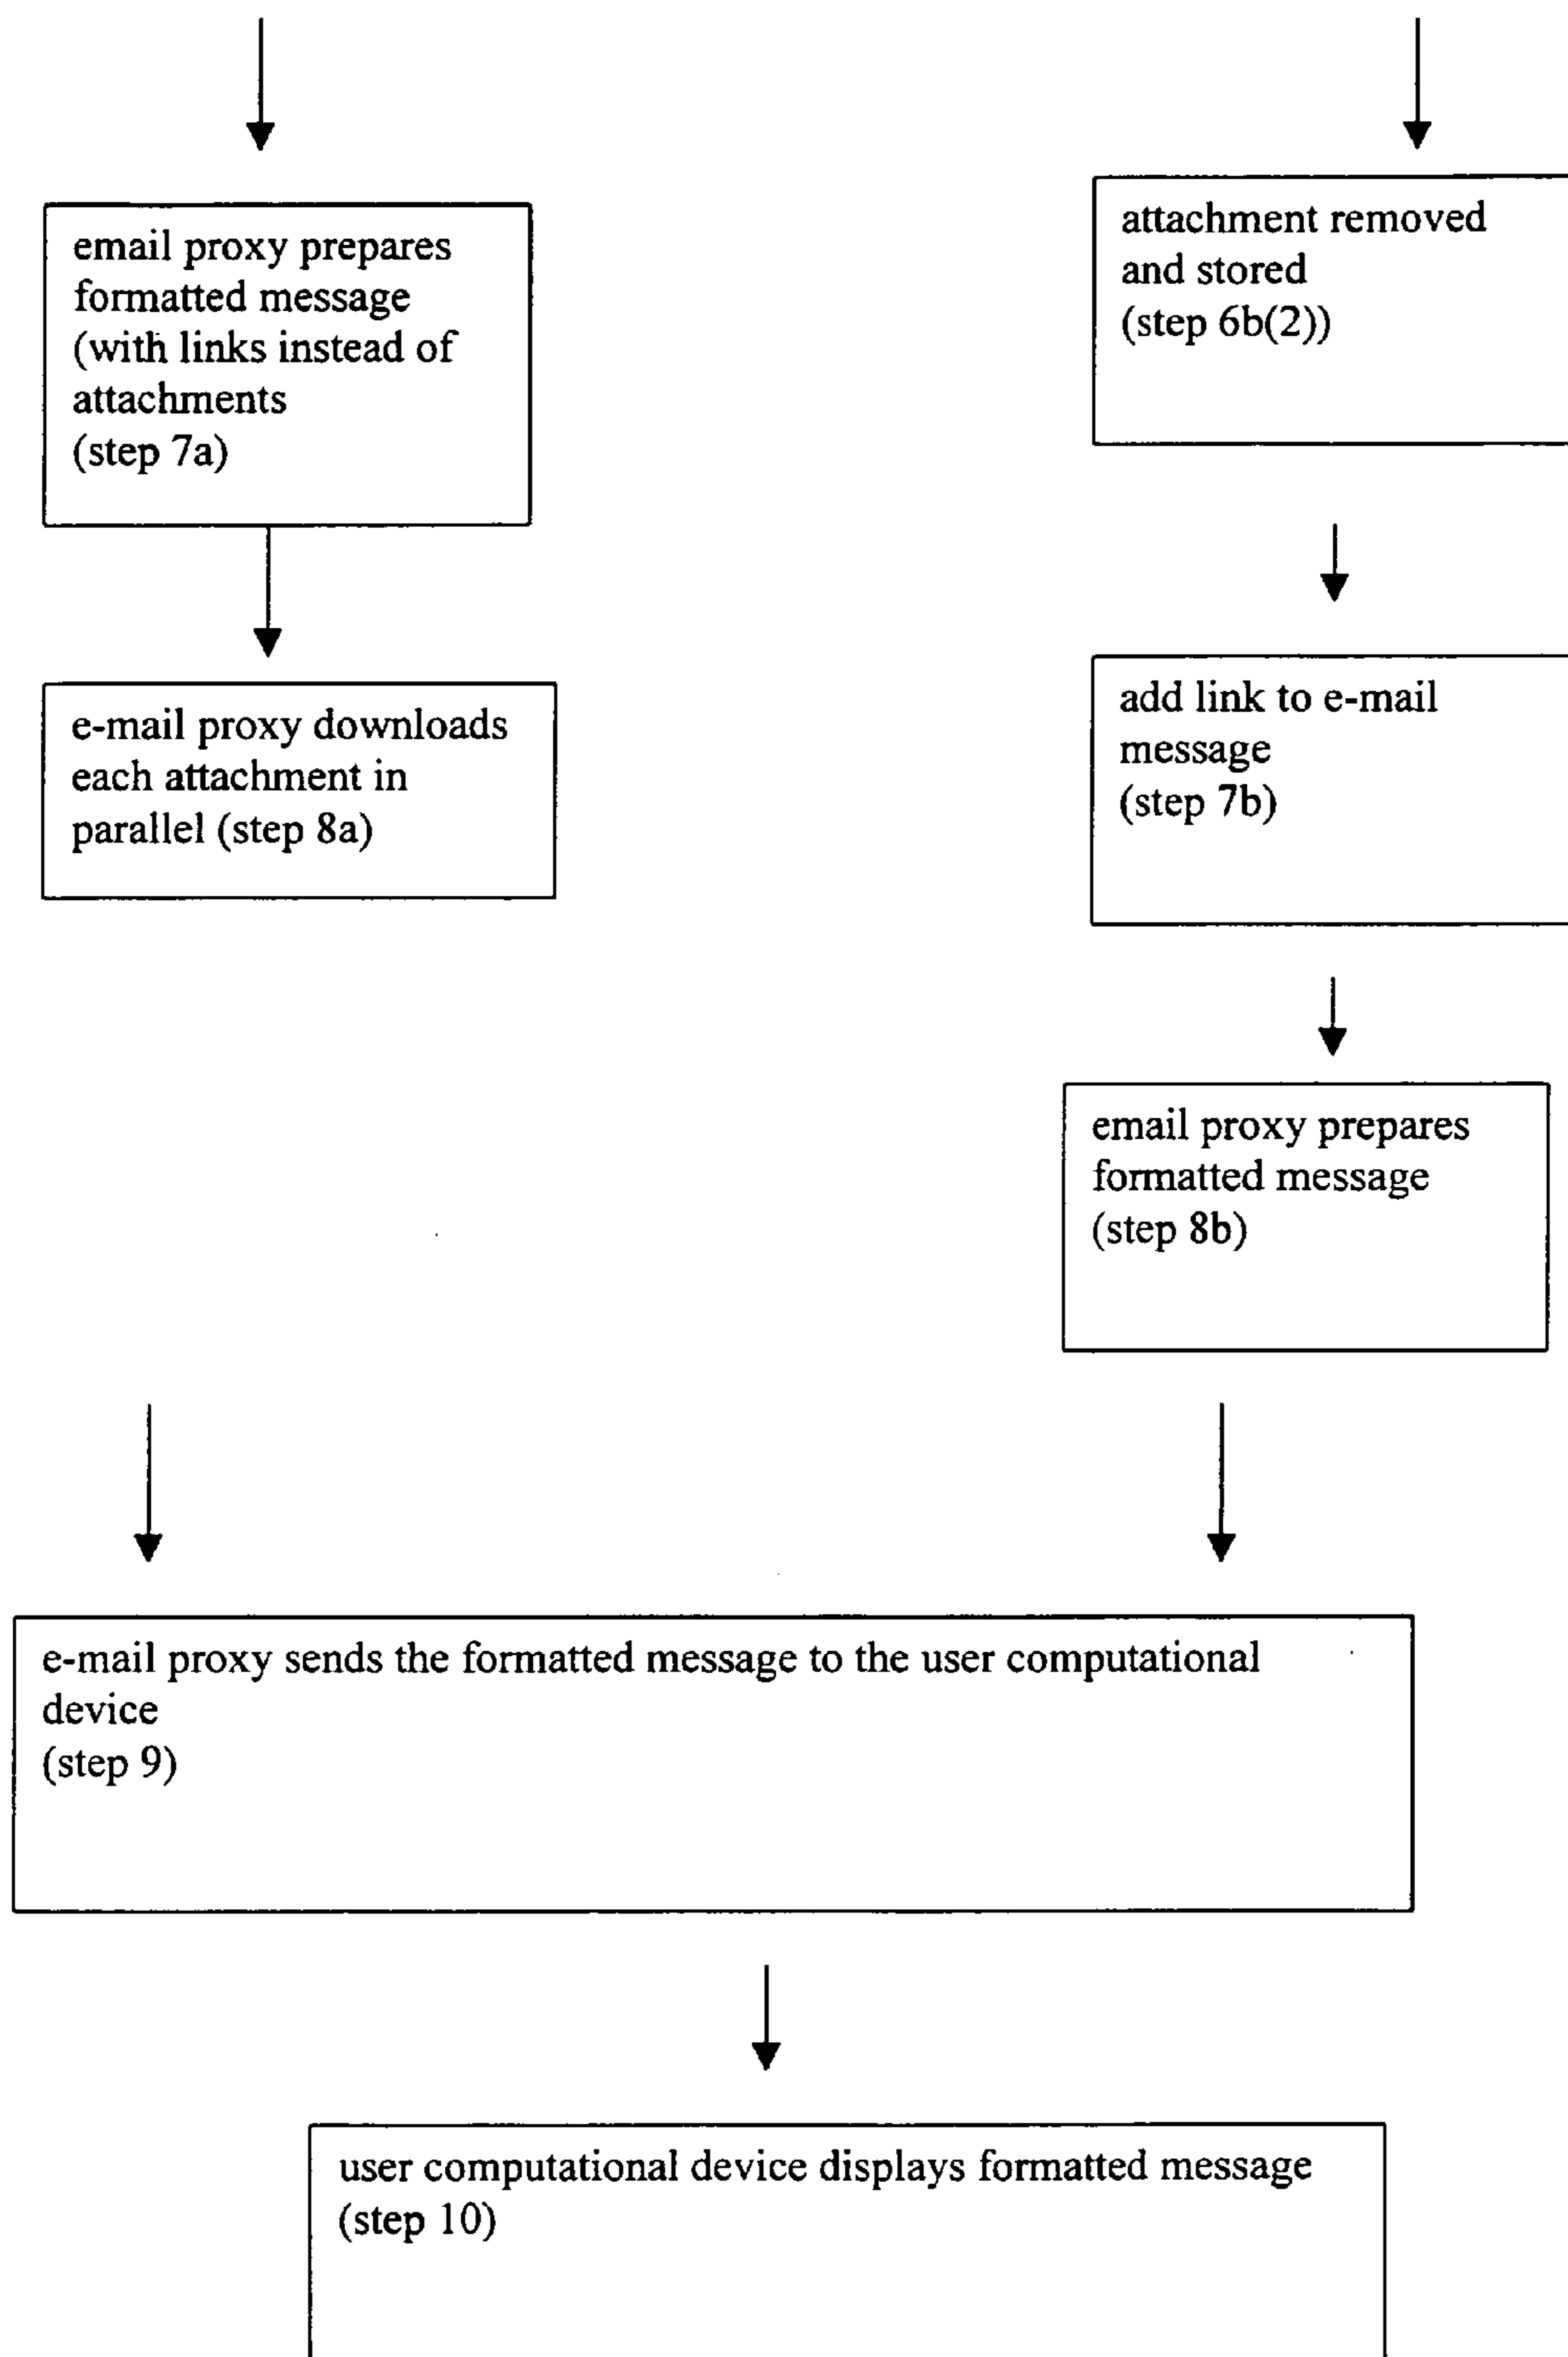 email proxy prepares
formatted message
(with links instead of
attachments
(step 7a)
attachment removed
and stored
(step 6b(2))
e-mail proxy downloads
each attachment in
parallel (step 8a)
add link to e-mail
message
(step 7b)
email proxy prepares
formatted message
(step 8b)
e-mail proxy sends the formatted message to the user computational
device
(step 9)
user computational device displays formatted message
(step 10)